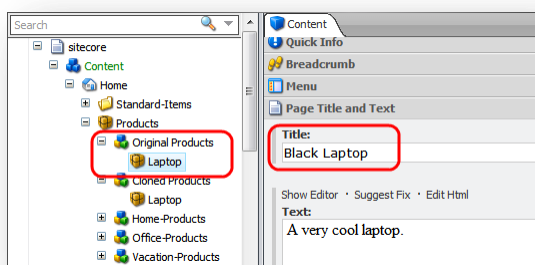 Search
sitecore
Content
Home
Standard-Items
Products
Original Products
Laptop
Cloned Products
Laptop
Home-Products
Office-Products
Vacation-Products
Content
Quick Info
Breadcrumb
Menu
Page Title and Text
Title:
Black Laptop
Show Editor · Suggest Fix · Edit Html
Text:
A very cool laptop.